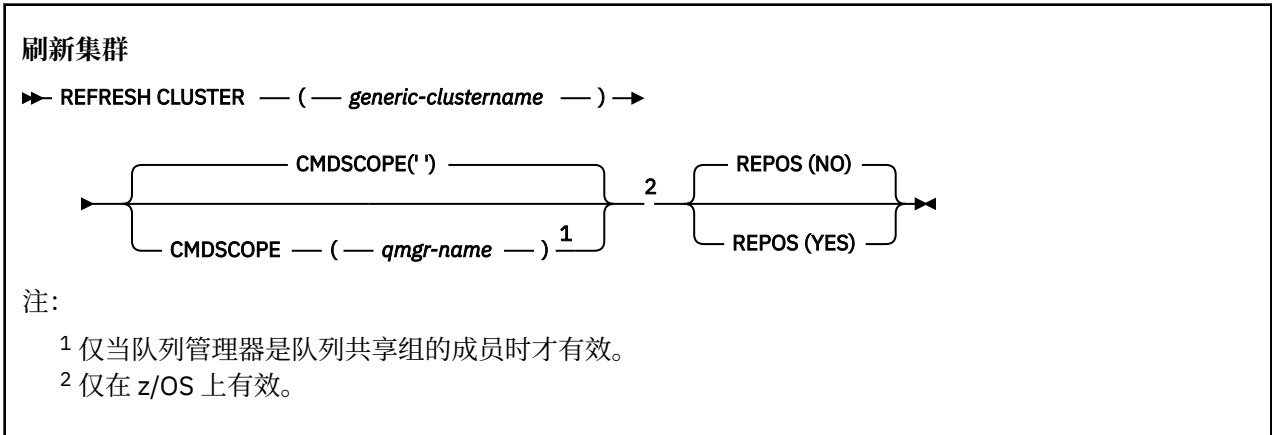 刷新集群
REFRESH CLUSTER ( generic-clustername )
CMDSCOPE(' ')
2
REPOS (NO)
CMDSCOPE ( qmgr-name ) 1
REPOS (YES)
注:
1 仅当队列管理器是队列共享组的成员时才有效。
2 仅在 z/OS 上有效。